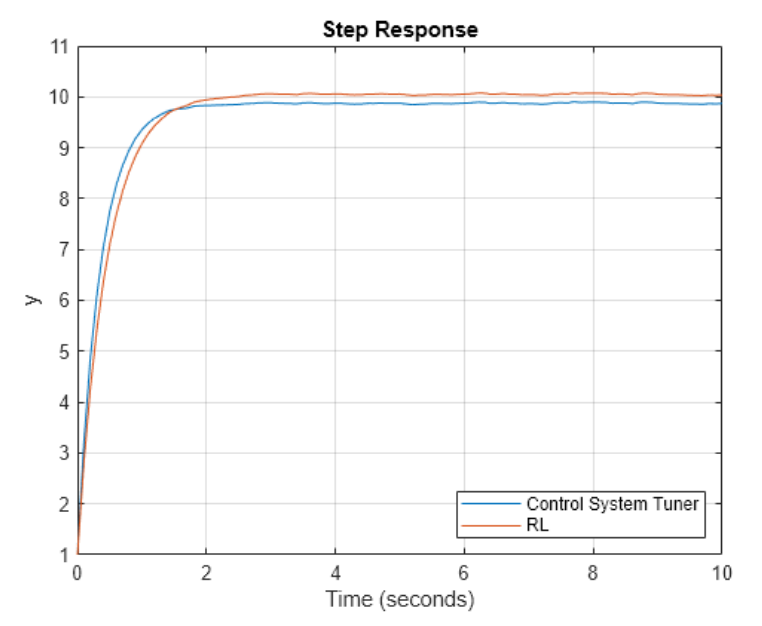 Step Response
11
10
9
8
7
6
5
4
3
2
1
y
Control System Tuner
RL
0 2 4 6 8 10
Time (seconds)